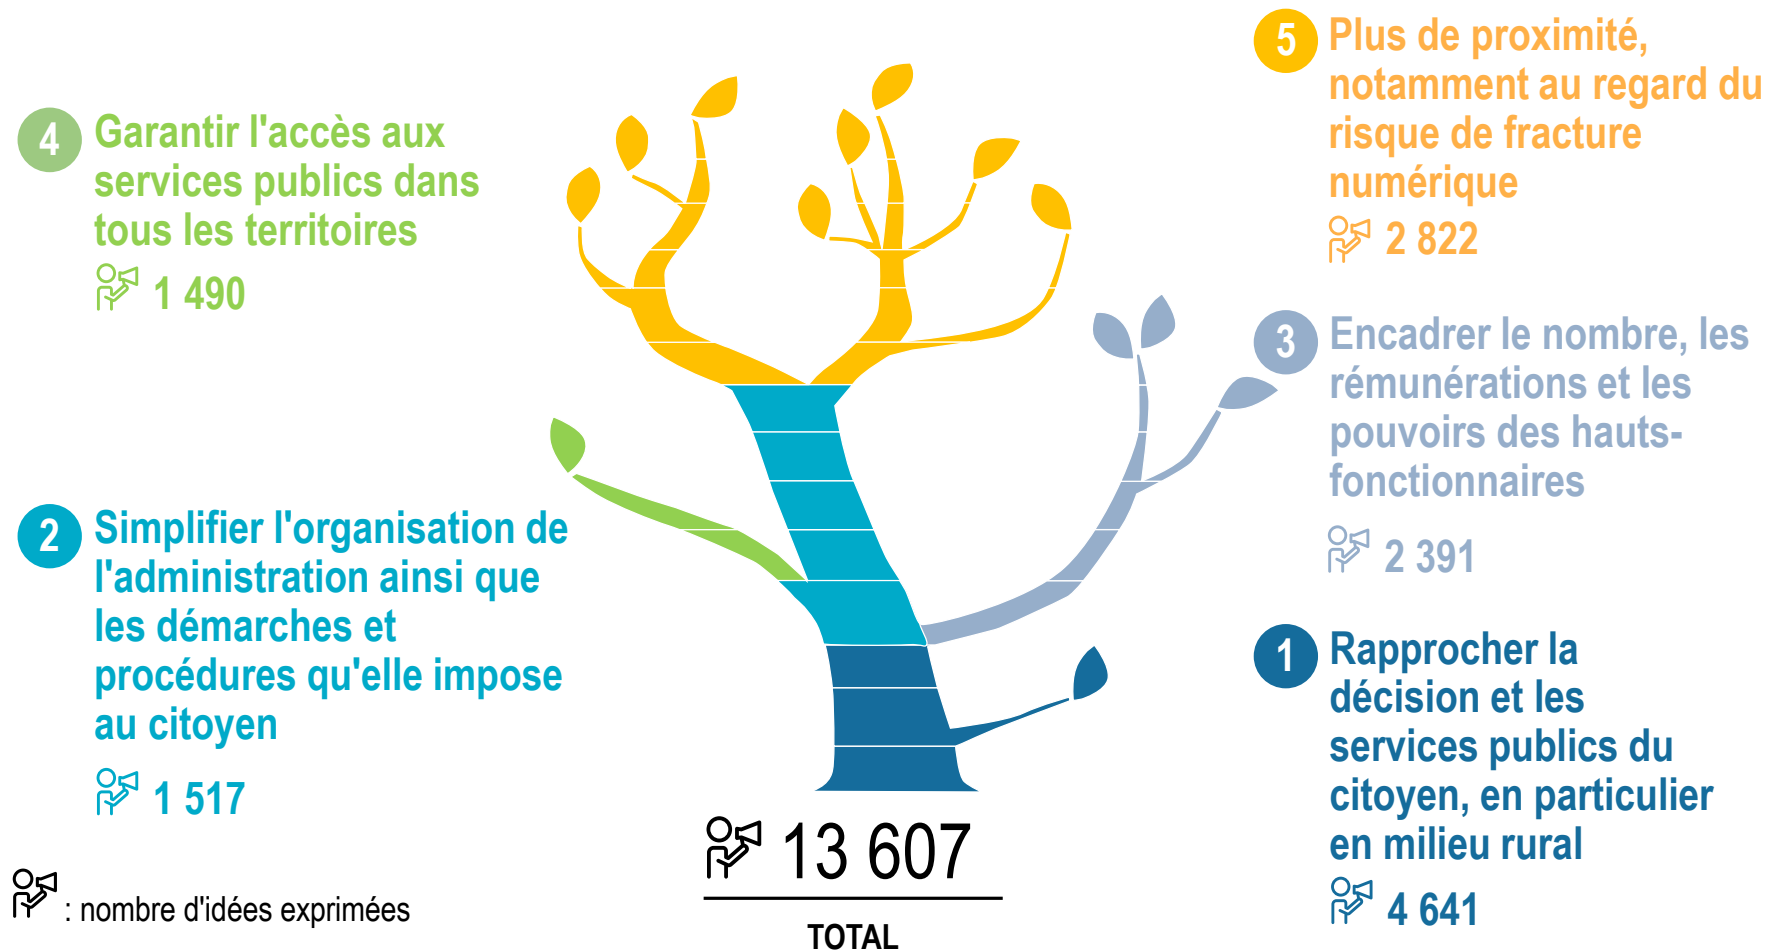 4
Garantir l'accès aux
services publics dans
tous les territoires
1 490
2
Simplifier l'organisation de
l'administration ainsi que
les démarches et
procédures qu'elle impose
au citoyen
1 517
: nombre d'idées exprimées
13 607
TOTAL
5
Plus de proximité,
notamment au regard du
risque de fracture
numérique
2 822
3
Encadrer le nombre, les
rémunérations et les
pouvoirs des hauts-
fonctionnaires
2 391
1
Rapprocher la
décision et les
services publics du
citoyen, en particulier
en milieu rural
4 641